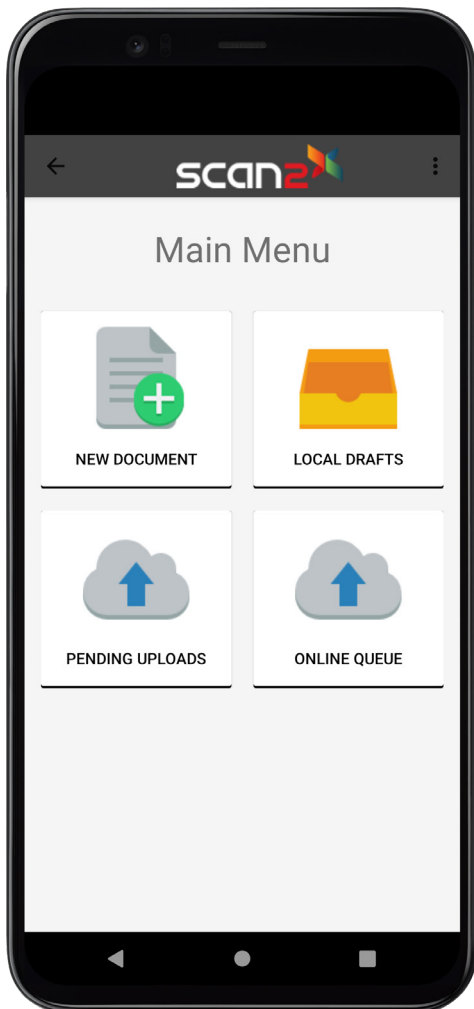 scan2x
Main Menu
NEW DOCUMENT
LOCAL DRAFTS
PENDING UPLOADS
ONLINE QUEUE